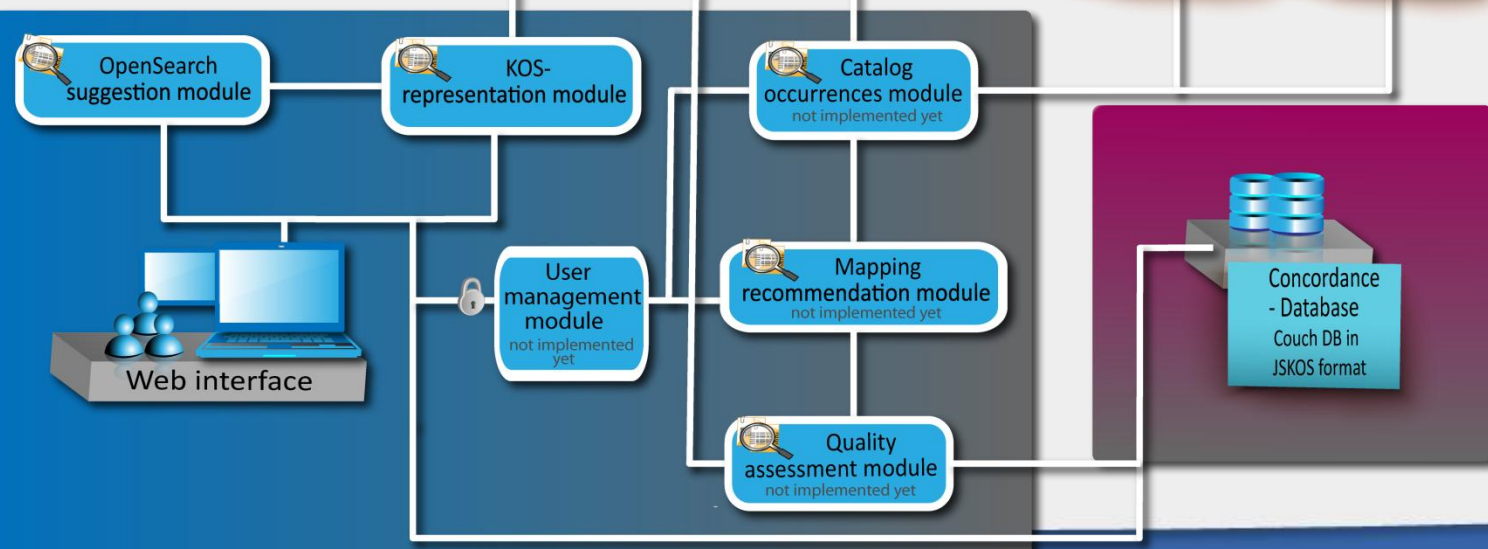 OpenSearch
suggestion module
KOS-
representation module
Catalog
occurrences module
not implemented yet
User
management
module
not implemented
yet
Mapping
recommendation module
not implemented yet
Web interface
Concordance
- Database
Couch DB in
JSKOS format
Quality
assessment module
not implemented yet